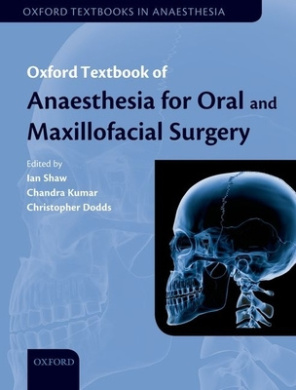 OXFORD TEXTBOOKS IN ANAESTHESIA
Oxford Textbook of
Anaesthesia for Oral and
Maxillofacial Surgery
Edited by
Ian Shaw
Chandra Kumar
Christopher Dodds
OXFORD